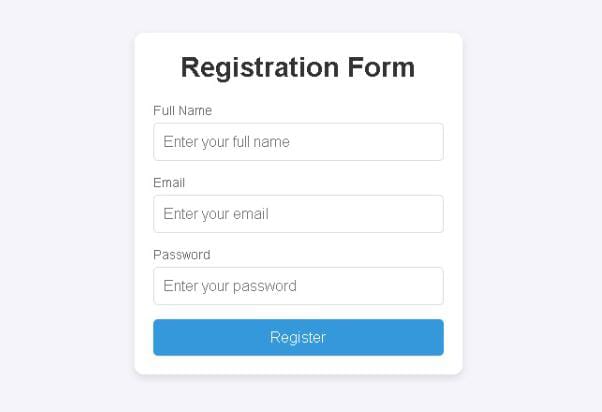 Registration Form
Full Name
Enter your full name
Email
Enter your email
Password
Enter your password
Register